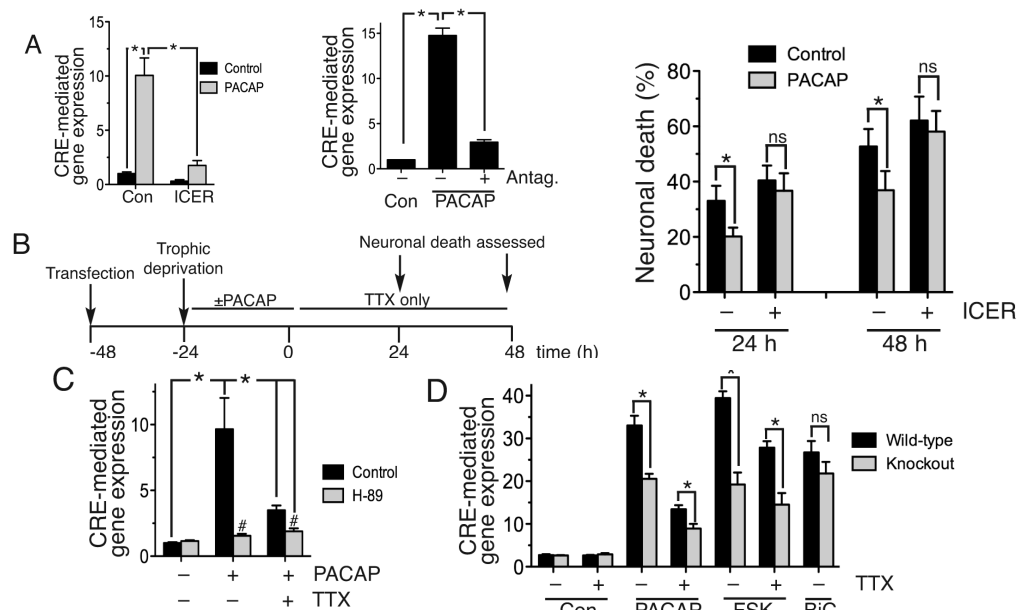 A
CRE-mediated
gene expression
15
10
5
0
* *
Control
PACAP
Con ICER
CRE-mediated
gene expression
15
10
5
0
* *
− − + Antag.
Con PACAP
Neuronal death (%)
80
60
40
20
0
Control
PACAP
* ns * ns
− + − + ICER
24 h 48 h
B
Transfection
Trophic
deprivation
Neuronal death assessed
±PACAP TTX only
-48 -24 0 24 48 time (h)
C
CRE-mediated
gene expression
10
5
0
* *
# #
Control
H-89
− + + PACAP
− − + TTX
D
CRE-mediated
gene expression
40
30
20
10
0
* * * ns
Wild-type
Knockout
− + − + − + − TTX
Con PACAP FSK BiC